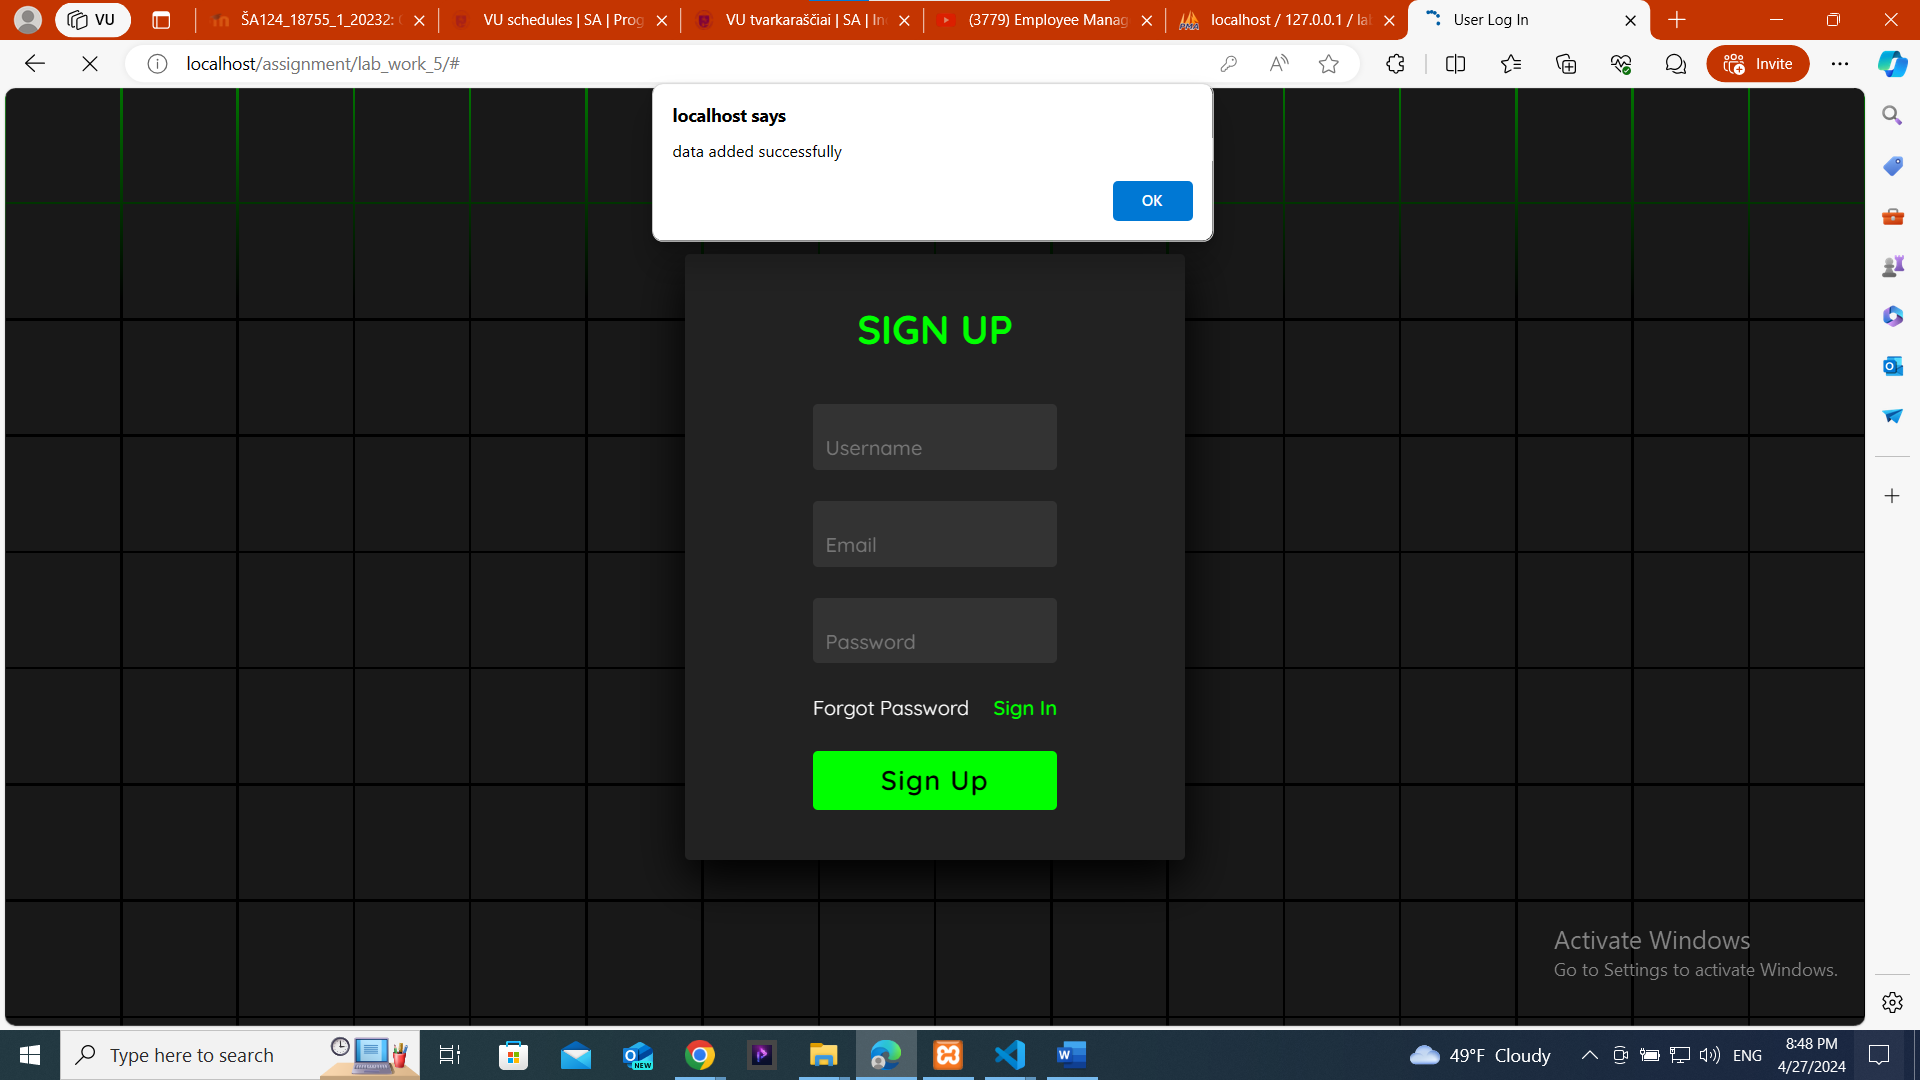 VU
ŠA124_18755_1_20232:
VU schedules | SA | Prog
VU tvarkaraščiai | SA | In
(3779) Employee Manag
localhost / 127.0.0.1 / lab
User Log In
localhost/assignment/lab_work_5/#
Invite
localhost says
data added successfully
OK
SIGN UP
Username
Email
Password
Forgot Password Sign In
Sign Up
Activate Windows
Go to Settings to activate Windows.
Type here to search
NEW
49°F Cloudy
ENG
8:48 PM
4/27/2024